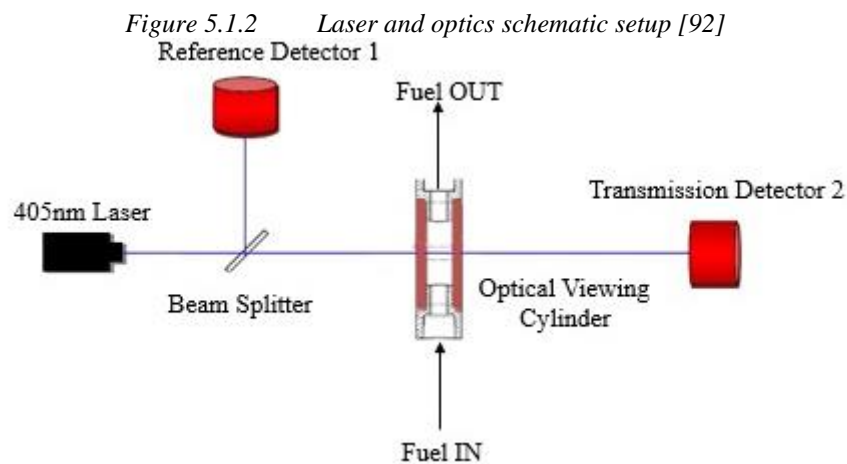 Figure 5.1.2 Laser and optics schematic setup [92]
Reference Detector 1
Fuel OUT
Transmission Detector 2
405nm Laser
Beam Splitter
Optical Viewing
Cylinder
Fuel IN